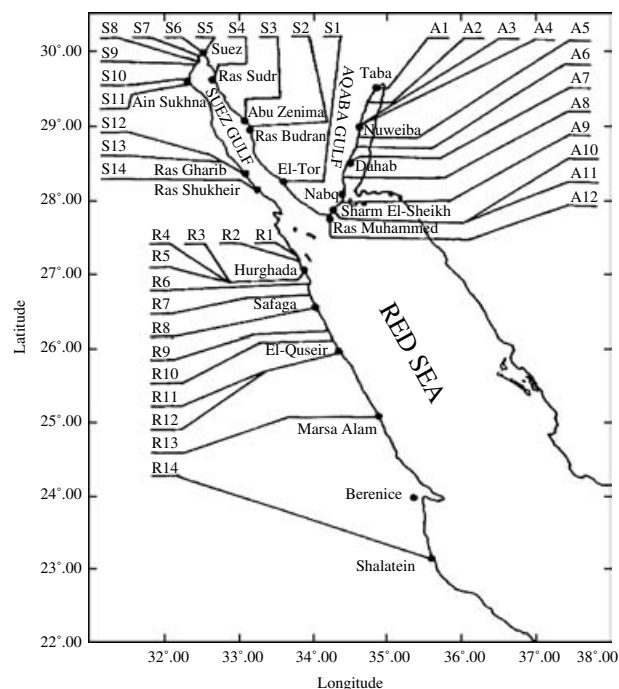 S8 S7 S6 S5 S4 S3 S2 S1 A1 A2 A3 A4 A5
30°.00
S9 Suez A6
S10 Ras Sudr Taba A7
S11 Ain Sukhna A8
29°.00
SUEZ GULF
AQABA GULF
Abu Zenima
Ras Budran Nuweiba A9
S12 A10
S13 Ras Gharib El-Tor Dahab A11
S14 Ras Shukheir Nabq A12
28°.00
Sharm El-Sheikh
Ras Muhammed
R4 R3 R2 R1
R5 Hurghada
27°.00
R6
R7 Safaga
R8
RED SEA
Latitude
26°.00
R9 El-Quseir
R10
R11
R12
25°.00
R13 Marsa Alam
R14
24°.00
Berenice
23°.00
Shalatein
22°.00
32°.00 33°.00 34°.00 35°.00 36°.00 37°.00 38°.00
Longitude